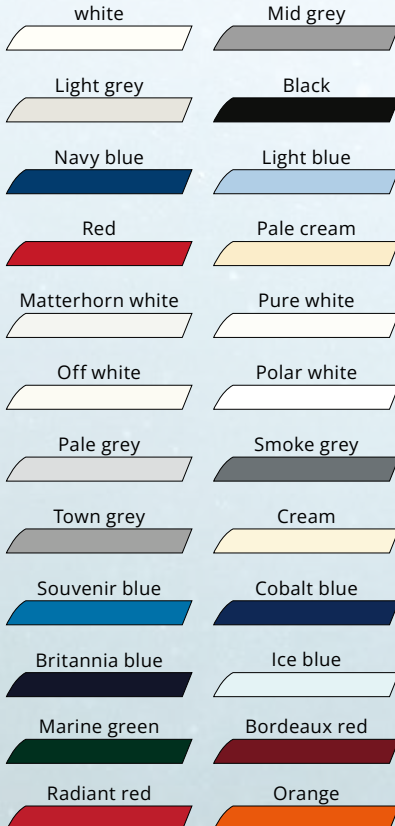 white
Mid grey
Light grey
Black
Navy blue
Light blue
Red
Pale cream
Matterhorn white
Pure white
Off white
Polar white
Pale grey
Smoke grey
Town grey
Cream
Souvenir blue
Cobalt blue
Britannia blue
Ice blue
Marine green
Bordeaux red
Radiant red
Orange